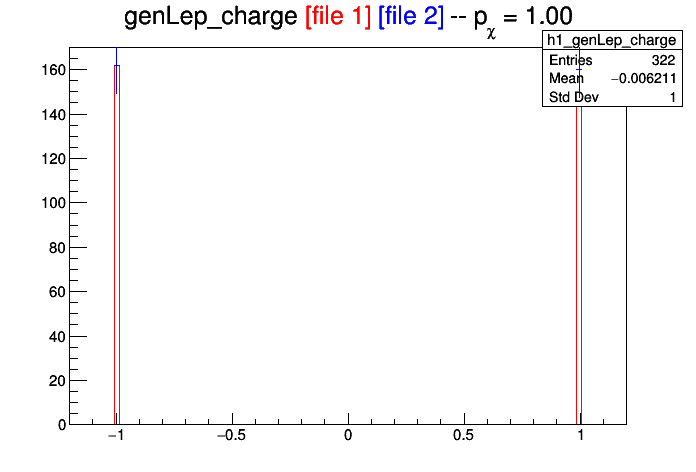 genLep_charge [file 1] [file 2] -- pχ = 1.00
h1_genLep_charge
Entries 322
Mean −0.006211
Std Dev 1
160
140
120
100
80
60
40
20
0
−1 −0.5 0 0.5 1